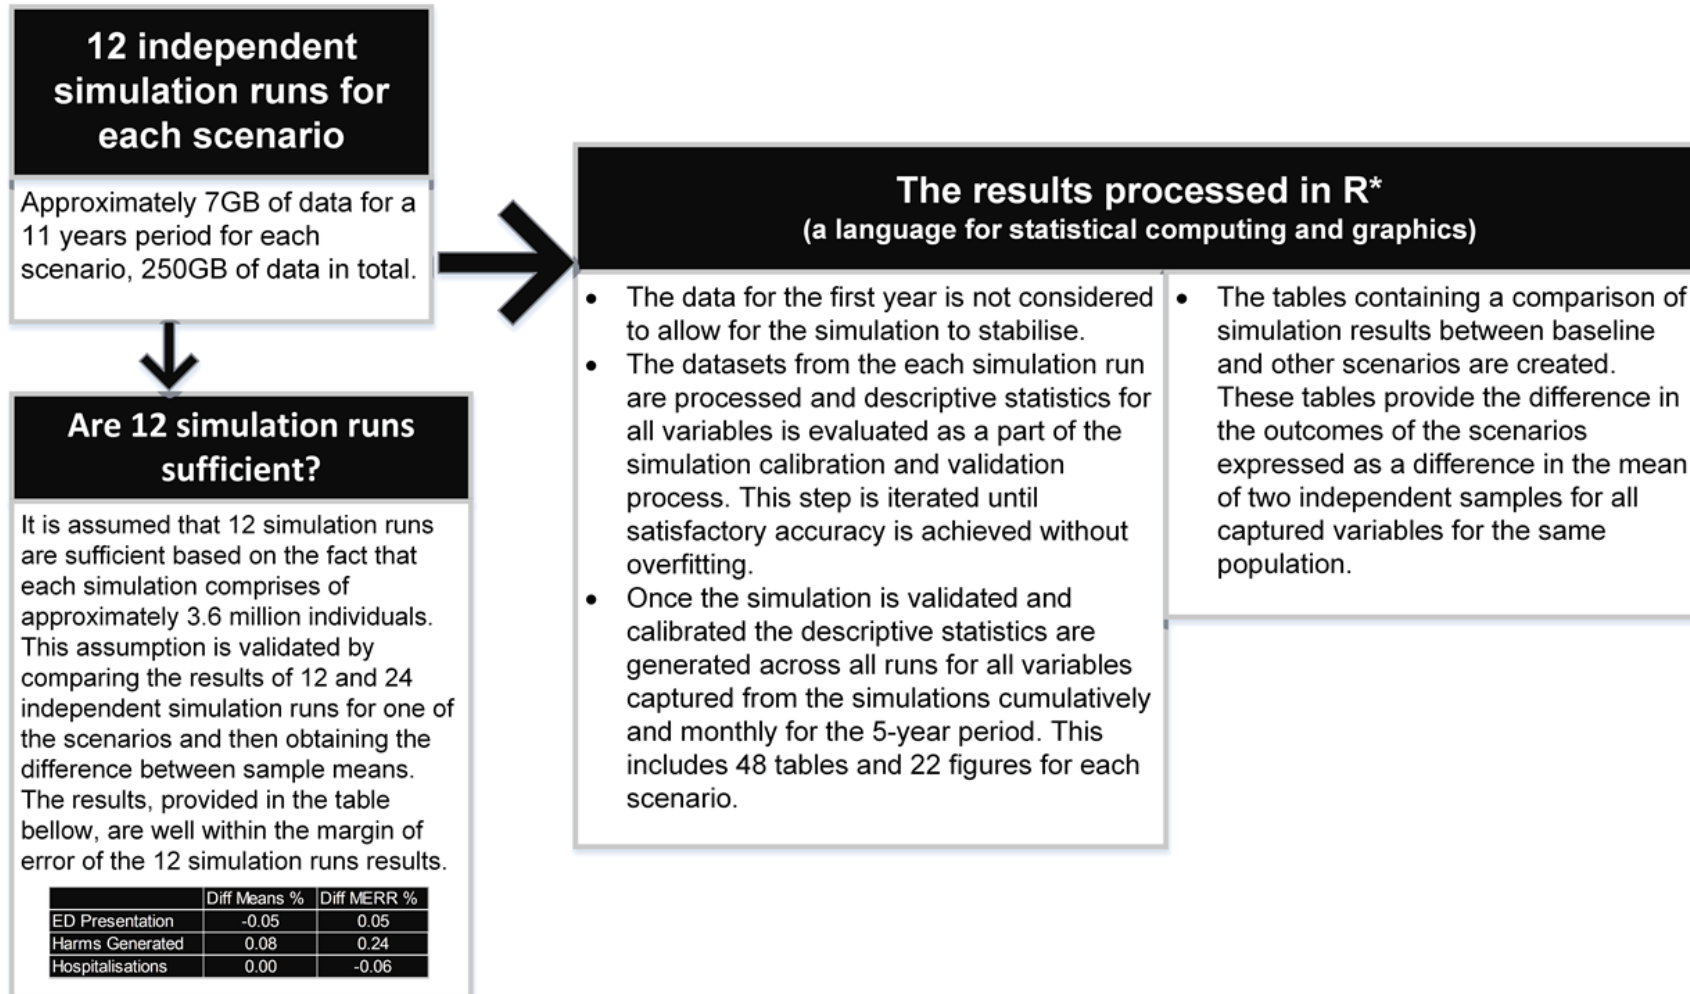 12 independent
simulation runs for
each scenario
Approximately 7GB of data for a
11 years period for each
scenario, 250GB of data in total.
Are 12 simulation runs
sufficient?
It is assumed that 12 simulation runs
are sufficient based on the fact that
each simulation comprises of
approximately 3.6 million individuals.
This assumption is validated by
comparing the results of 12 and 24
independent simulation runs for one of
the scenarios and then obtaining the
difference between sample means.
The results, provided in the table
bellow, are well within the margin of
error of the 12 simulation runs results.
Diff Means % Diff MERR %
ED Presentation -0.05 0.05
Harms Generated 0.08 0.24
Hospitalisations 0.00 -0.06
The results processed in R*
(a language for statistical computing and graphics)
• The data for the first year is not considered
to allow for the simulation to stabilise.
• The datasets from the each simulation run
are processed and descriptive statistics for
all variables is evaluated as a part of the
simulation calibration and validation
process. This step is iterated until
satisfactory accuracy is achieved without
overfitting.
• Once the simulation is validated and
calibrated the descriptive statistics are
generated across all runs for all variables
captured from the simulations cumulatively
and monthly for the 5-year period. This
includes 48 tables and 22 figures for each
scenario.
• The tables containing a comparison of
simulation results between baseline
and other scenarios are created.
These tables provide the difference in
the outcomes of the scenarios
expressed as a difference in the mean
of two independent samples for all
captured variables for the same
population.